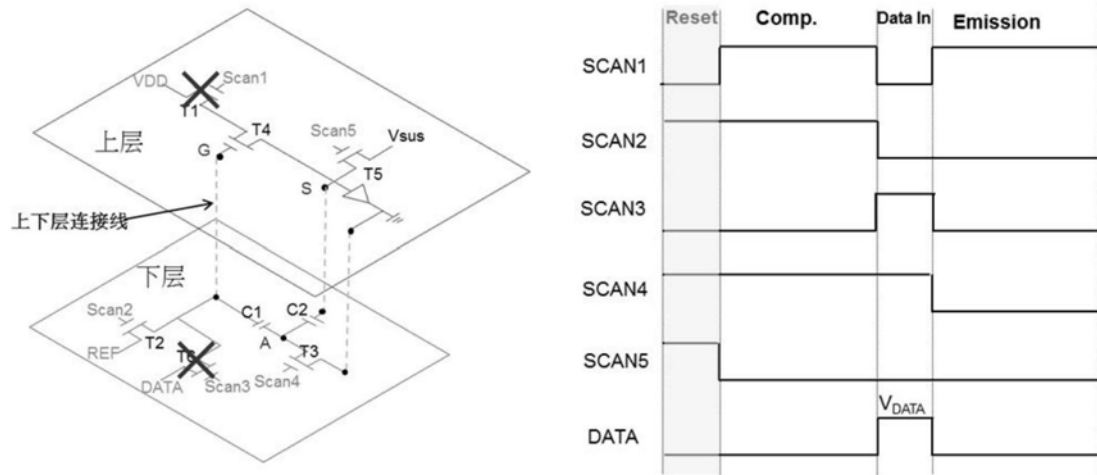 VDD
Scan1
T1
上层
T4
Scan5
Vsus
G
T5
S
上下层连接线
下层
Scan2
C1
C2
T2
A
T3
REF
T6
DATA
Scan3
Scan4
Reset
Comp.
Data In
Emission
SCAN1
SCAN2
SCAN3
SCAN4
SCAN5
VDATA
DATA